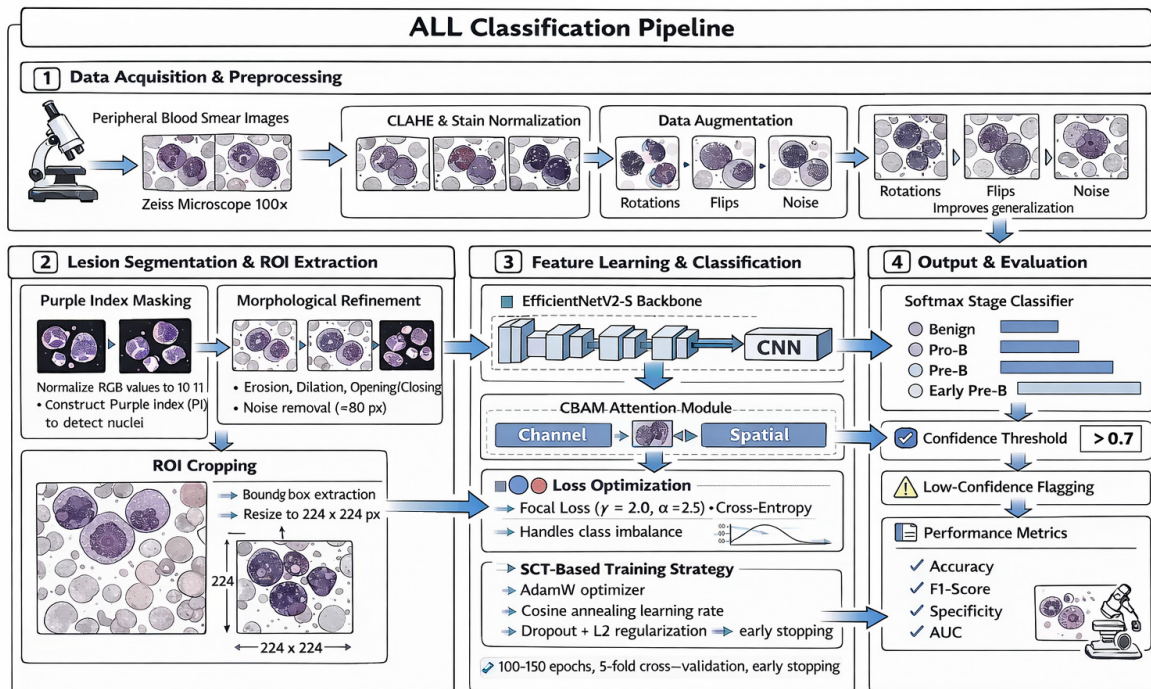 ALL Classification Pipeline
1 Data Acquisition & Preprocessing
Peripheral Blood Smear Images
Zeiss Microscope 100x
CLAHE & Stain Normalization
Data Augmentation
Rotations
Flips
Noise
Rotations
Flips
Noise
Improves generalization
2 Lesion Segmentation & ROI Extraction
Purple Index Masking
Normalize RGB values to 10 11
• Construct Purple index (PI)
to detect nuclei
Morphological Refinement
• Erosion, Dilation, Opening/Closing
• Noise removal (=80 px)
ROI Cropping
Boundg box extraction
Resize to 224 x 224 px
224
224 x 224
3 Feature Learning & Classification
EfficientNetV2-S Backbone
CNN
CBAM Attention Module
Channel
Spatial
Loss Optimization
Focal Loss (γ = 2.0, α =2.5) • Cross-Entropy
Handles class imbalance
SCT-Based Training Strategy
AdamW optimizer
Cosine annealing learning rate
Dropout + L2 regularization early stopping
100-150 epochs, 5-fold cross—validation, early stopping
4 Output & Evaluation
Softmax Stage Classifier
Benign
Pro-B
Pre-B
Early Pre-B
Confidence Threshold > 0.7
Low-Confidence Flagging
Performance Metrics
✓ Accuracy
✓ F1-Score
✓ Specificity
✓ AUC